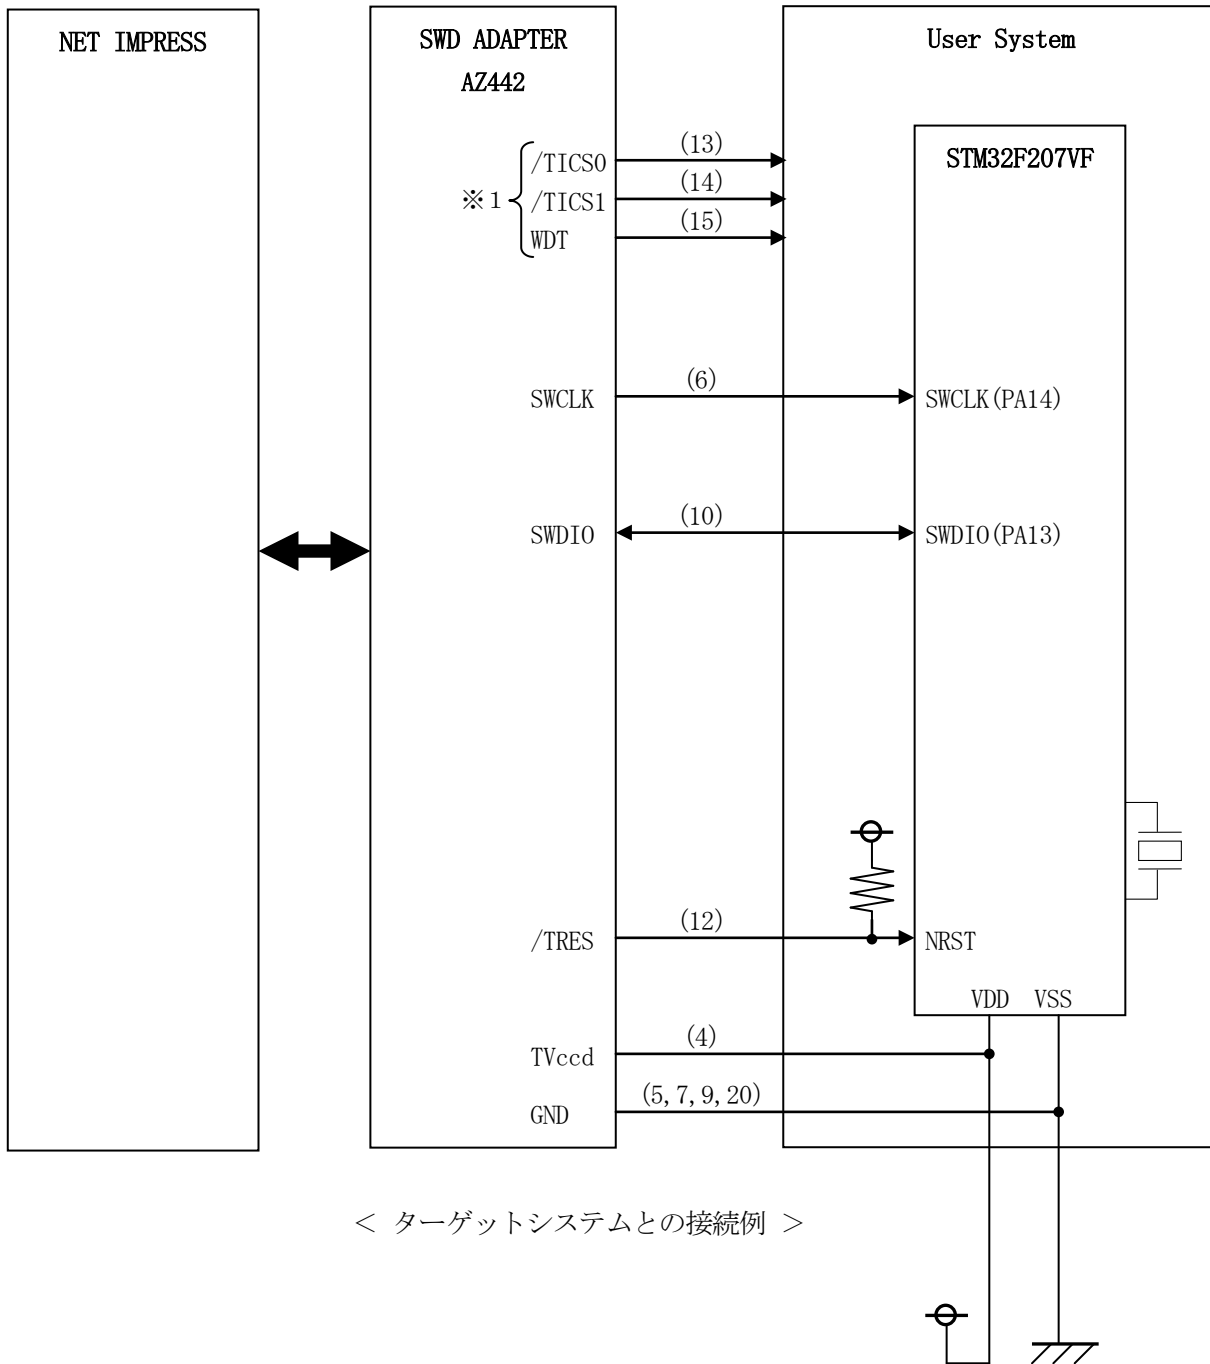 NET IMPRESS
SWD ADAPTER
AZ442
User System
STM32F207VF
※1
/TICS0
(13)
/TICS1
(14)
WDT
(15)
SWCLK
(6)
SWCLK(PA14)
SWDIO
(10)
SWDIO(PA13)
/TRES
(12)
NRST
VDD VSS
TVccd
(4)
GND
(5,7,9,20)
< ターゲットシステムとの接続例 >